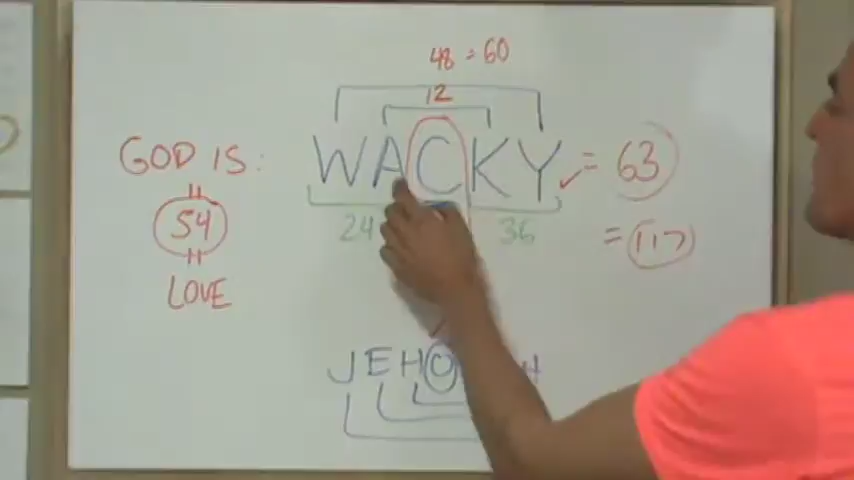 48 = 60
12
GOD IS:
WACKY = 63
54
24
36
= 117
LOVE
JEHO H